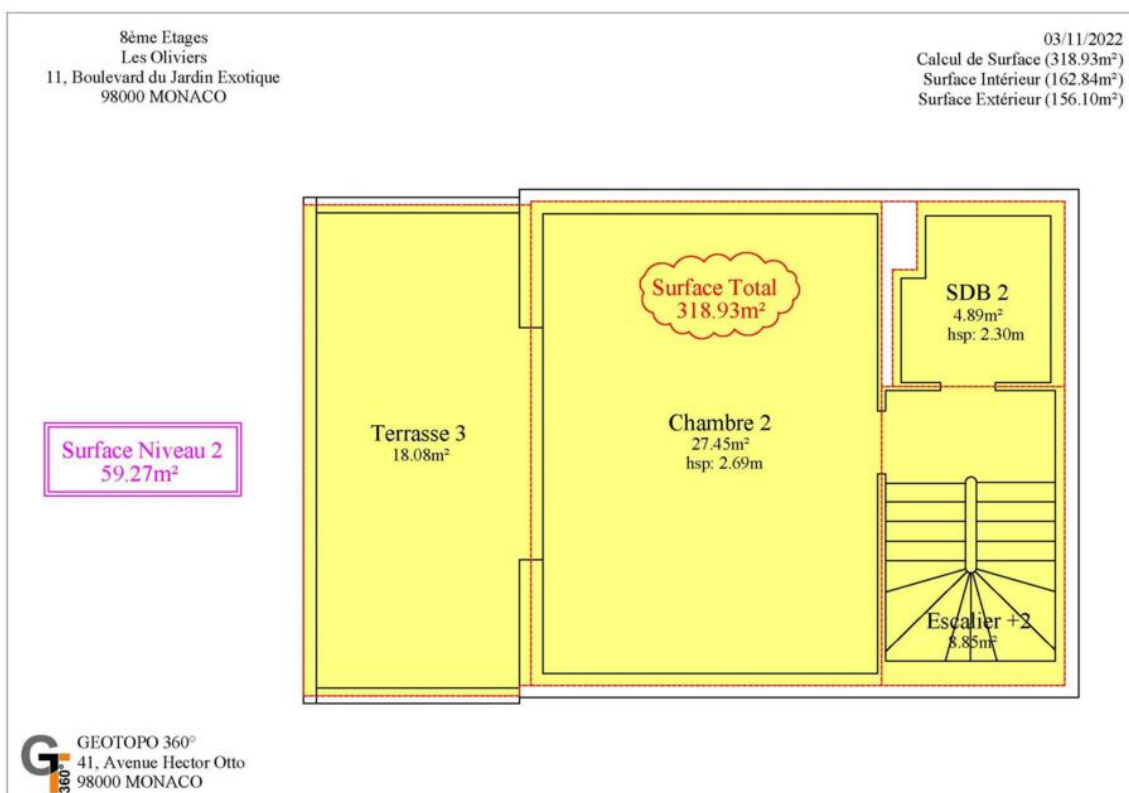 8ème Etages
Les Oliviers
11, Boulevard du Jardin Exotique
98000 MONACO
03/11/2022
Calcul de Surface (318.93m²)
Surface Intérieur (162.84m²)
Surface Extérieur (156.10m²)
Surface Total
318.93m²
SDB 2
4.89m²
hsp: 2.30m
Terrasse 3
18.08m²
Chambre 2
27.45m²
hsp: 2.69m
Surface Niveau 2
59.27m²
Escalier +2
8.85m²
GT 360°
GEOTOPO 360°
41, Avenue Hector Otto
98000 MONACO